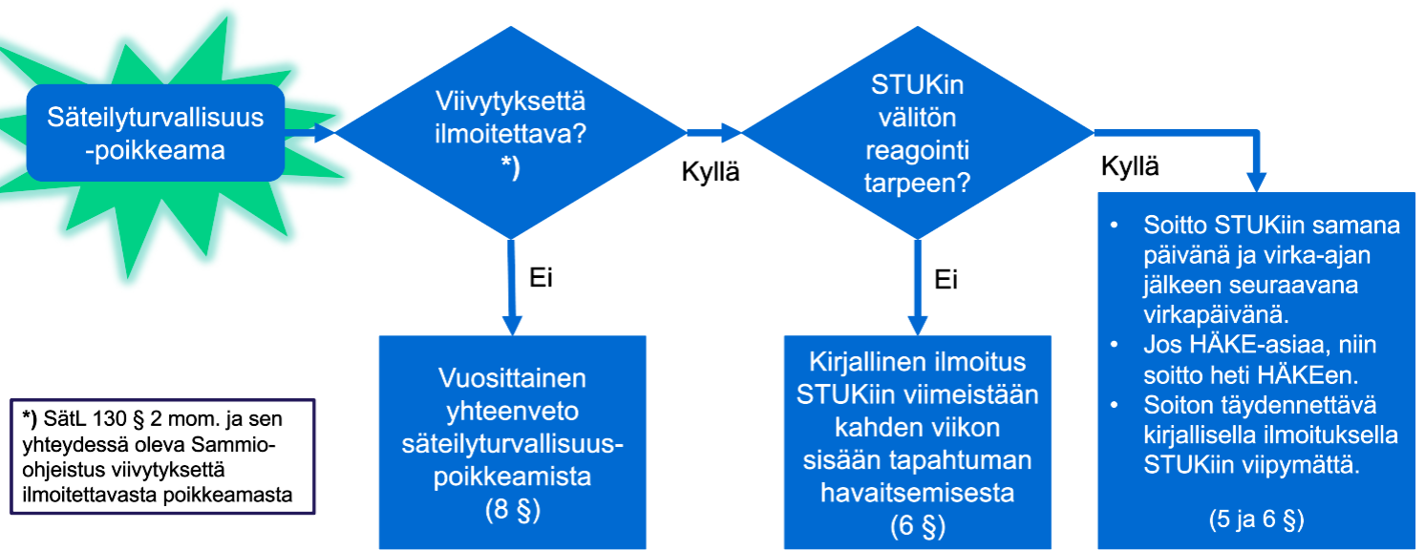 Säteilyturvallisuus
-poikkeama
Viivytyksettä
ilmoitettava?
*)
Kyllä
STUKin
välitön
reagointi
tarpeen?
Kyllä
Ei
Ei
Vuosittainen
yhteenveto
säteilyturvallisuus-
poikkeamista
(8 §)
Kirjallinen ilmoitus
STUKiin viimeistään
kahden viikon
sisään tapahtuman
havaitsemisesta
(6 §)
• Soitto STUKiin samana
päivänä ja virka-ajan
jälkeen seuraavana
virkapäivänä.
• Jos HÄKE-asiaa, niin
soitto heti HÄKEen.
• Soiton täydennettävä
kirjallisella ilmoituksella
STUKiin viipymättä.
(5 ja 6 §)
*) SätL 130 § 2 mom. ja sen
yhteydessä oleva Sammio-
ohjeistus viivytyksettä
ilmoitettavasta poikkeamasta